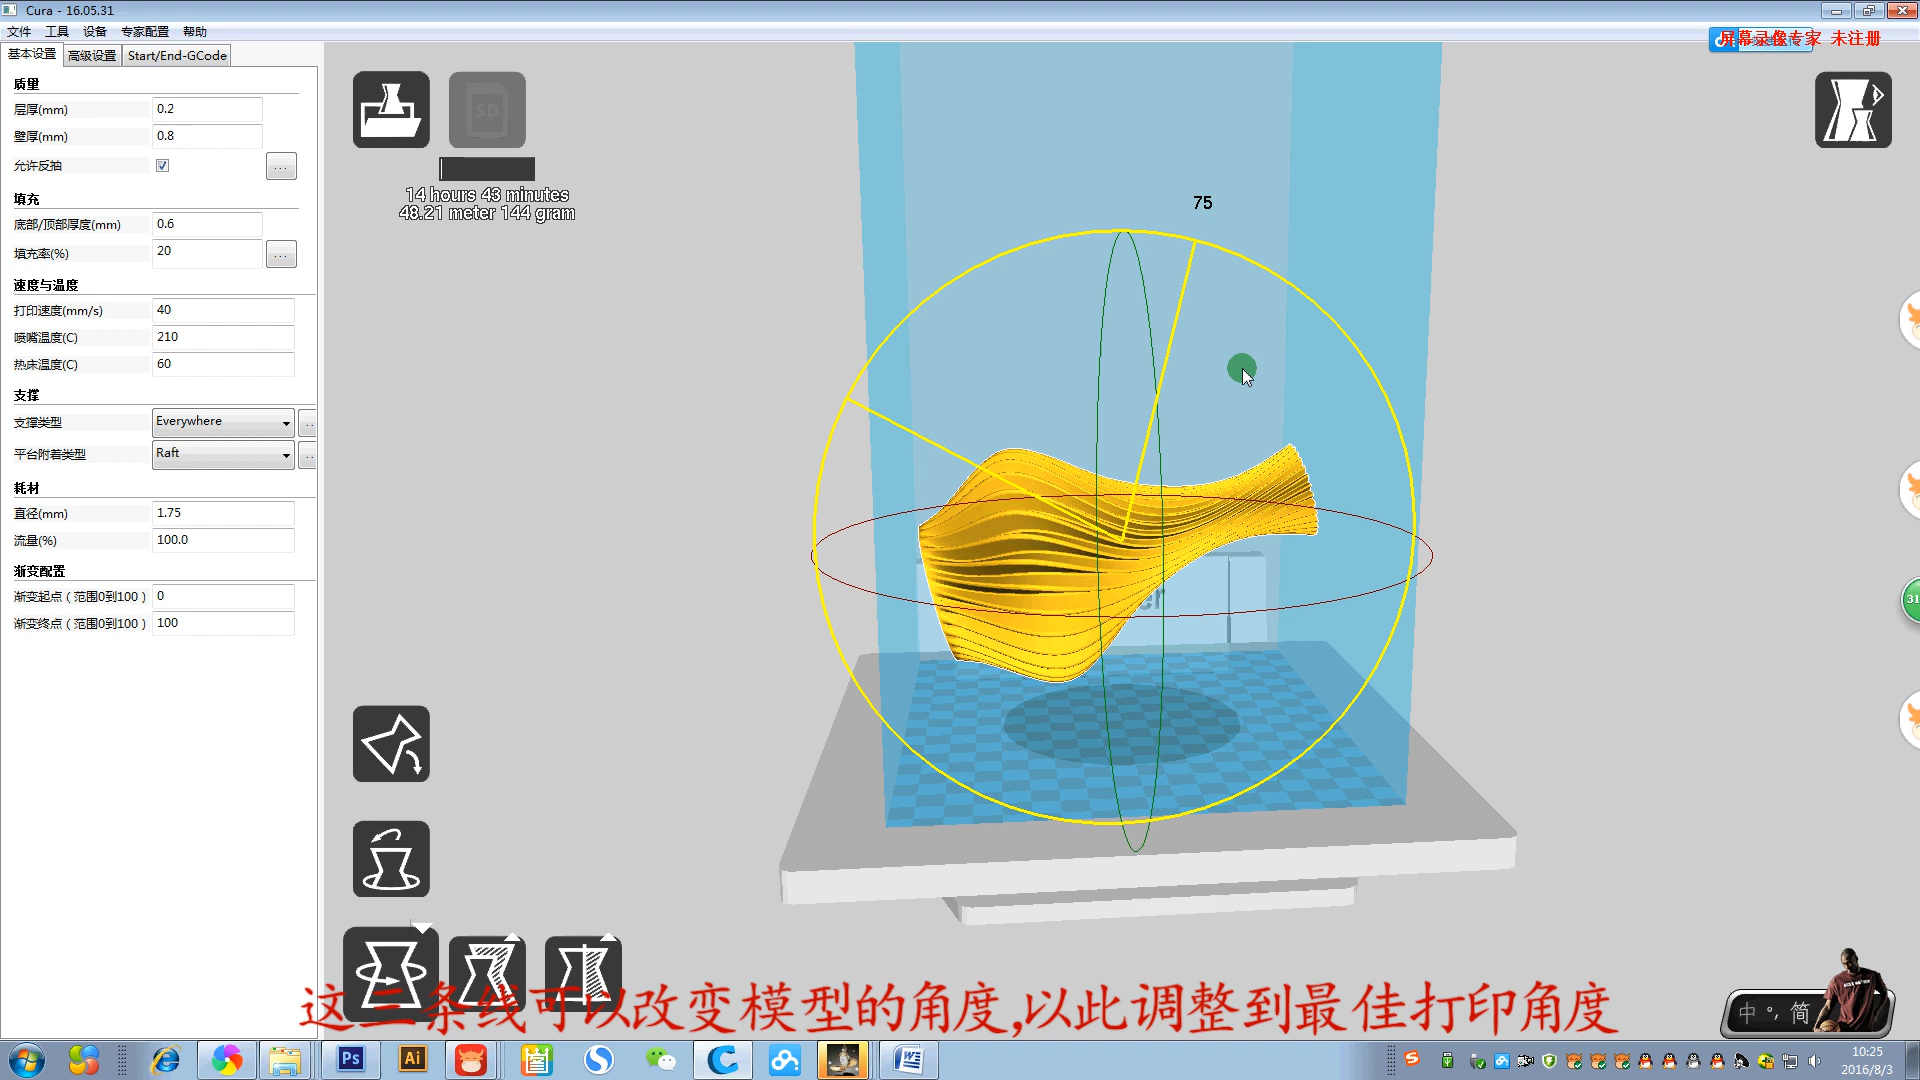 Cura - 16.05.31
文件 工具 设备 专家配置 帮助
基本设置 高级设置 Start/End-GCode
屏幕录像专家 未注册
质量
层厚(mm) 0.2
壁厚(mm) 0.8
允许反抽 ...
填充
底部/顶部厚度(mm) 0.6
填充率(%) 20 ...
速度与温度
打印速度(mm/s) 40
喷嘴温度(C) 210
热床温度(C) 60
支撑
支撑类型 Everywhere ..
平台附着类型 Raft ..
耗材
直径(mm) 1.75
流量(%) 100.0
渐变配置
渐变起点（范围0到100） 0
渐变终点（范围0到100） 100
SD
14 hours 43 minutes
48.21 meter 144 gram
75
er
31
中 °, 简
这三条线可以改变模型的角度,以此调整到最佳打印角度
Ps Ai
10:25
2016/8/3